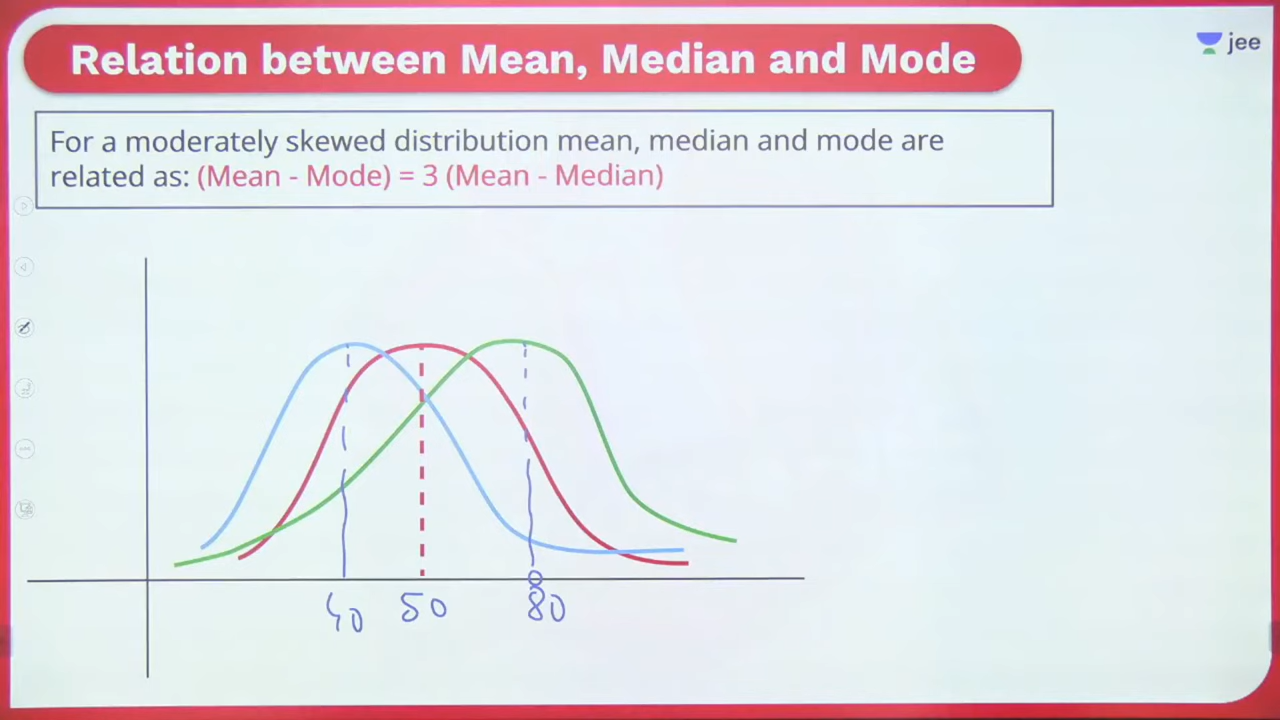 Relation between Mean, Median and Mode
jee
For a moderately skewed distribution mean, median and mode are
related as: (Mean - Mode) = 3 (Mean - Median)
40 50 80